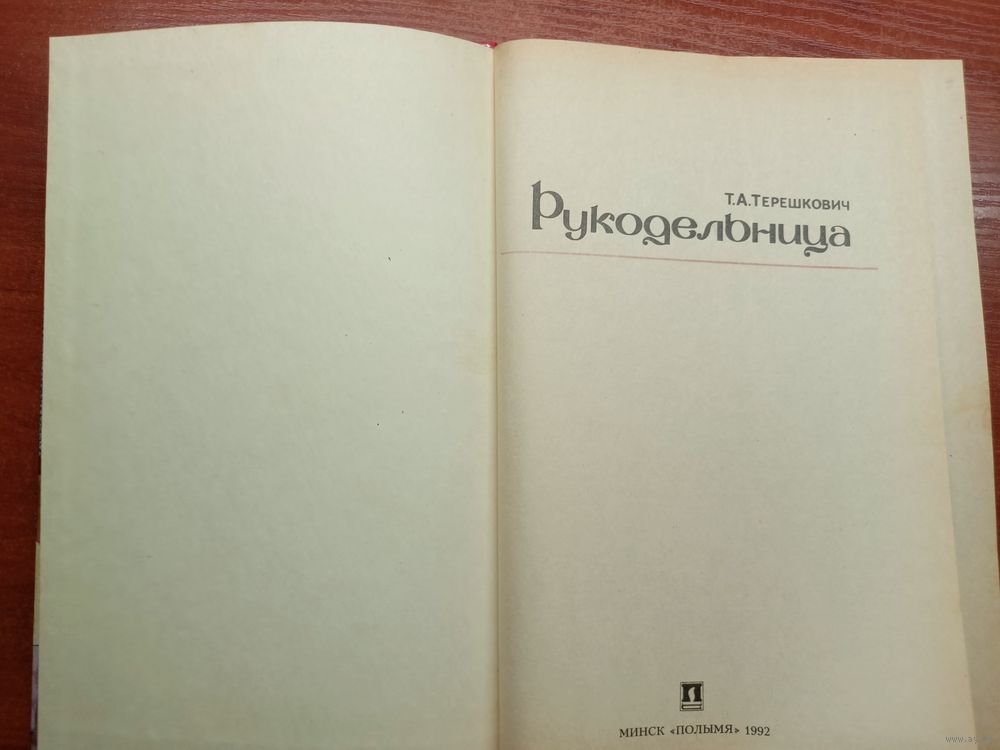 Т.А.Терешкович
Рукодельница
МИНСК «ПОЛЫМЯ» 1992